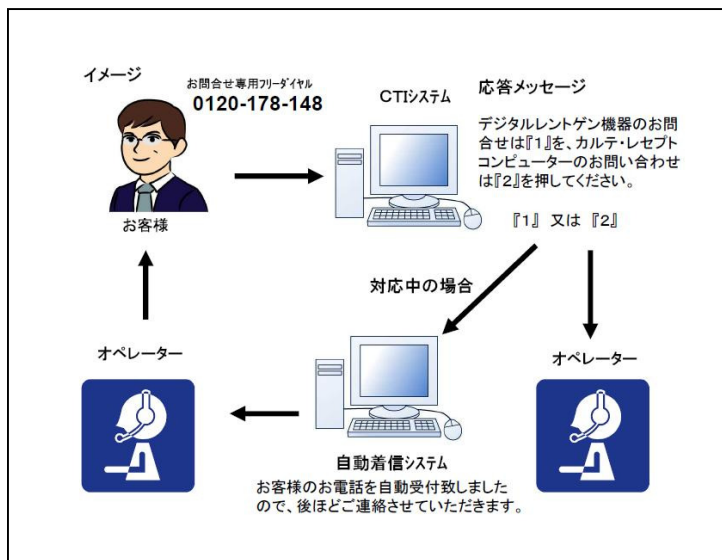 イメージ
お問合せ専用フリーダイヤル
0120-178-148
お客様
CTIシステム
応答メッセージ
デジタルレントゲン機器のお問
合せは『1』を、カルテ・レセプト
コンピューターのお問い合わせ
は『2』を押してください。
『1』 又は 『2』
対応中の場合
オペレーター
オペレーター
自動着信システム
お客様のお電話を自動受付致しました
ので、後ほどご連絡させていただきます。